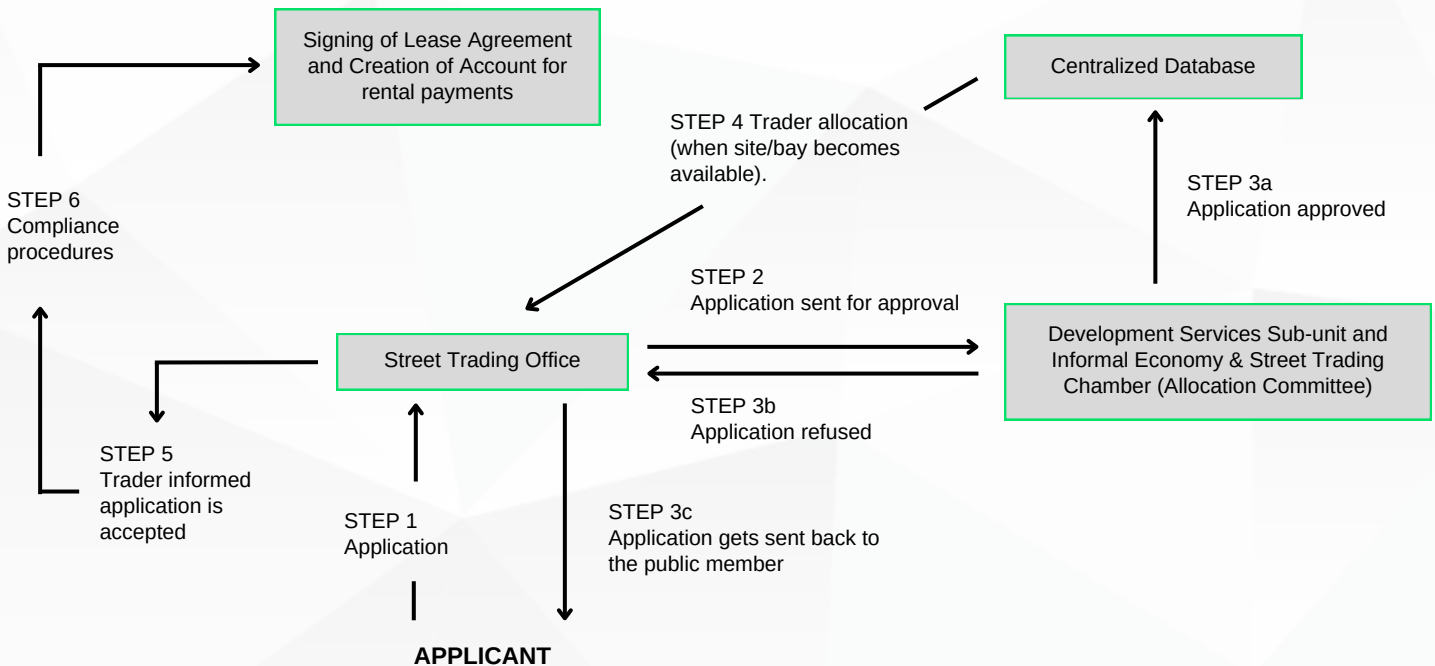 Signing of Lease Agreement
and Creation of Account for
rental payments
Centralized Database
STEP 4 Trader allocation
(when site/bay becomes
available).
STEP 3a
Application approved
STEP 6
Compliance
procedures
STEP 2
Application sent for approval
Street Trading Office
Development Services Sub-unit and
Informal Economy & Street Trading
Chamber (Allocation Committee)
STEP 3b
Application refused
STEP 5
Trader informed
application is
accepted
STEP 1
Application
STEP 3c
Application gets sent back to
the public member
APPLICANT